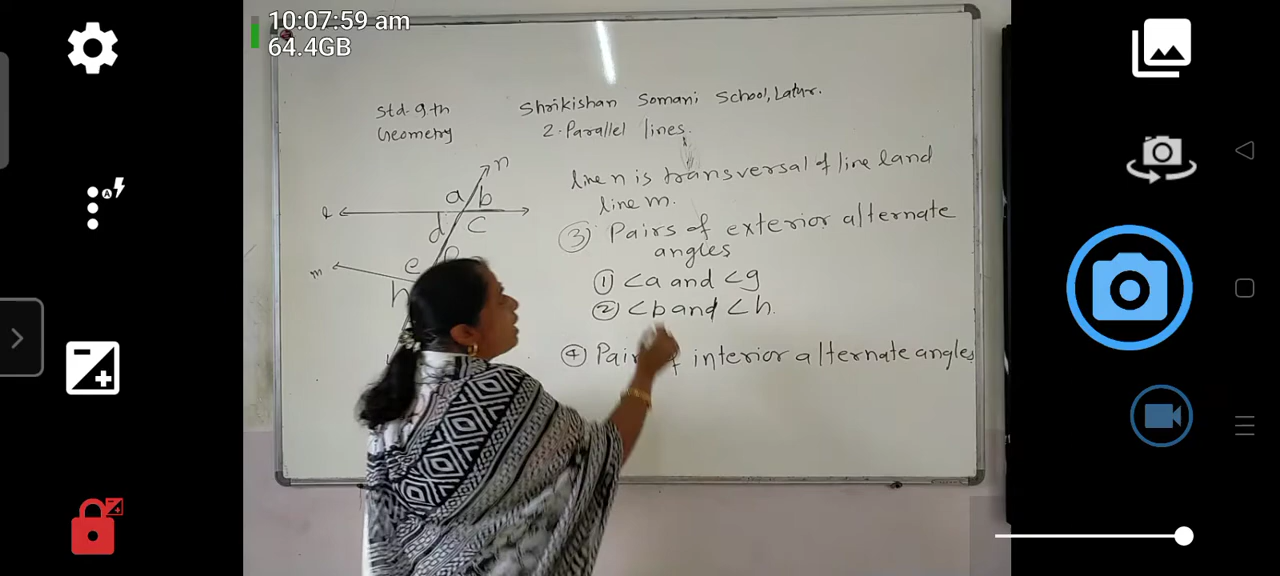 10:07:59 am
64.4GB
Std. 9th
Geometry
Shrikishan Somani School, Latur.
2. Parallel lines.
n
a b
l
d c
e
m
h
line n is transversal of line l and
line m.
③ Pairs of exterior alternate
angles
① <a and <g
② <b and <h.
④ of interior alternate angles